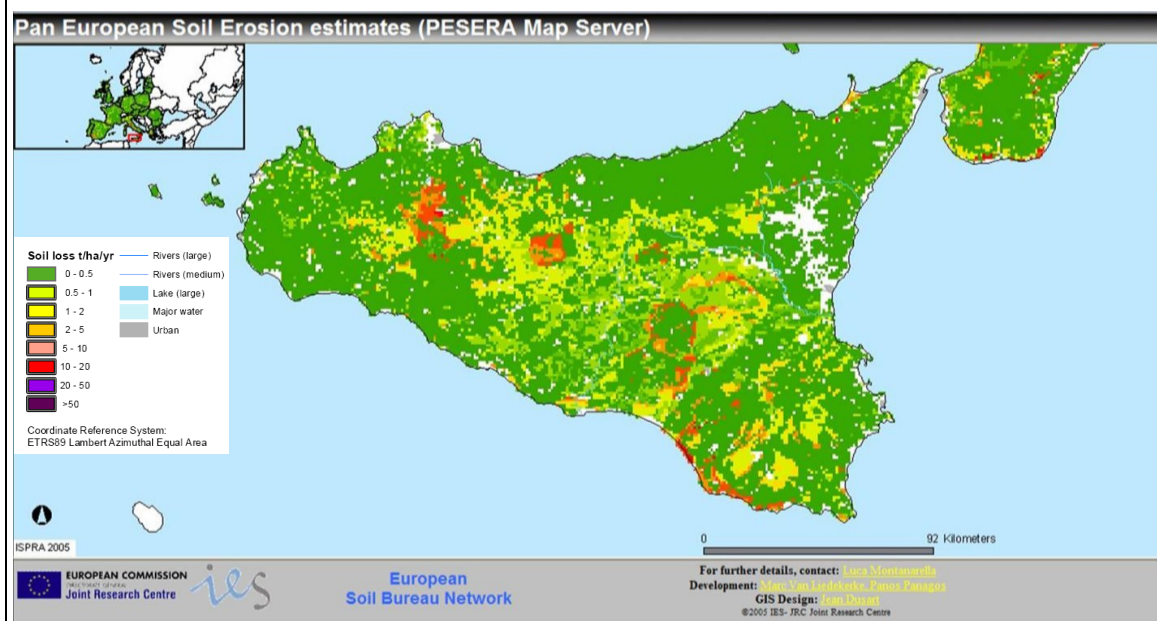 Pan European Soil Erosion estimates (PESERA Map Server)
Soil loss t/ha/yr
0 - 0.5
0.5 - 1
1 - 2
2 - 5
5 - 10
10 - 20
20 - 50
>50
Rivers (large)
Rivers (medium)
Lake (large)
Major water
Urban
Coordinate Reference System:
ETRS89 Lambert Azimuthal Equal Area
ISPRA 2005
0 92 Kilometers
EUROPEAN COMMISSION
DIRECTORATE GENERAL
Joint Research Centre
ies
European
Soil Bureau Network
For further details, contact: Luca Montanarella
Development: Marc Van Liedekerke, Panos Panagos
GIS Design: Jean Dusart
©2005 IES- JRC Joint Research Centre